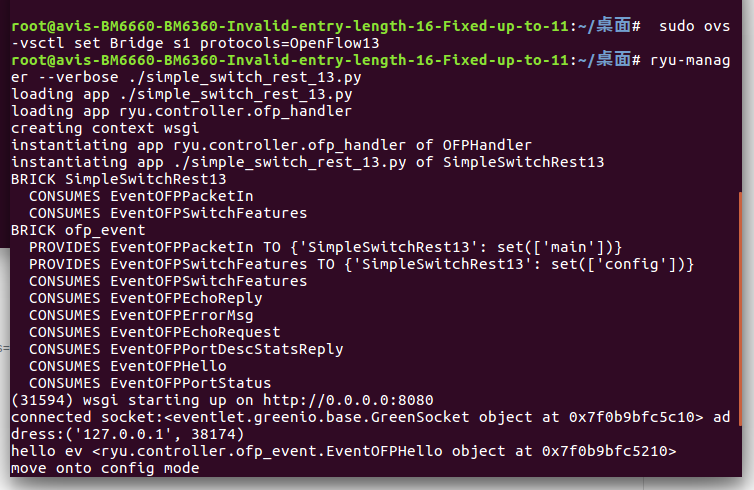 root@avis-BM6660-BM6360-Invalid-entry-length-16-Fixed-up-to-11:~/桌面#  sudo ovs
-vsctl set Bridge s1 protocols=OpenFlow13
root@avis-BM6660-BM6360-Invalid-entry-length-16-Fixed-up-to-11:~/桌面# ryu-manag
er --verbose ./simple_switch_rest_13.py
loading app ./simple_switch_rest_13.py
loading app ryu.controller.ofp_handler
creating context wsgi
instantiating app ryu.controller.ofp_handler of OFPHandler
instantiating app ./simple_switch_rest_13.py of SimpleSwitchRest13
BRICK SimpleSwitchRest13
  CONSUMES EventOFPPacketIn
  CONSUMES EventOFPSwitchFeatures
BRICK ofp_event
  PROVIDES EventOFPPacketIn TO {'SimpleSwitchRest13': set(['main'])}
  PROVIDES EventOFPSwitchFeatures TO {'SimpleSwitchRest13': set(['config'])}
  CONSUMES EventOFPSwitchFeatures
  CONSUMES EventOFPEchoReply
  CONSUMES EventOFPErrorMsg
  CONSUMES EventOFPEchoRequest
  CONSUMES EventOFPPortDescStatsReply
  CONSUMES EventOFPHello
  CONSUMES EventOFPPortStatus
(31594) wsgi starting up on http://0.0.0.0:8080
connected socket:<eventlet.greenio.base.GreenSocket object at 0x7f0b9bfc5c10> ad
dress:('127.0.0.1', 38174)
hello ev <ryu.controller.ofp_event.EventOFPHello object at 0x7f0b9bfc5210>
move onto config mode